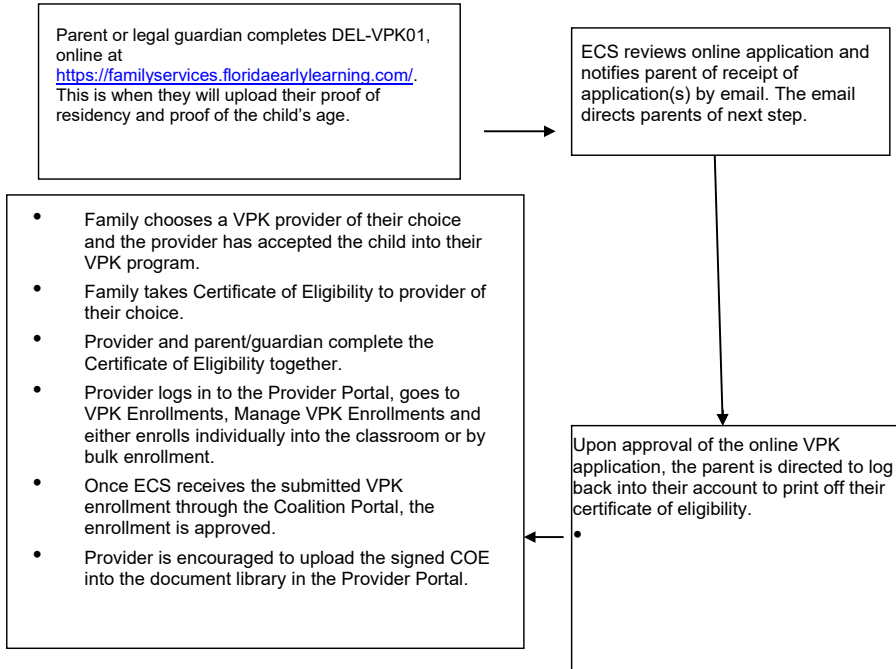 Parent or legal guardian completes DEL-VPK01,
online at
https://familyservices.floridaearlylearning.com/.
This is when they will upload their proof of
residency and proof of the child's age.
ECS reviews online application and
notifies parent of receipt of
application(s) by email. The email
directs parents of next step.
Upon approval of the online VPK
application, the parent is directed to log
back into their account to print off their
certificate of eligibility.
•
• Family chooses a VPK provider of their choice
and the provider has accepted the child into their
VPK program.
• Family takes Certificate of Eligibility to provider of
their choice.
• Provider and parent/guardian complete the
Certificate of Eligibility together.
• Provider logs in to the Provider Portal, goes to
VPK Enrollments, Manage VPK Enrollments and
either enrolls individually into the classroom or by
bulk enrollment.
• Once ECS receives the submitted VPK
enrollment through the Coalition Portal, the
enrollment is approved.
• Provider is encouraged to upload the signed COE
into the document library in the Provider Portal.